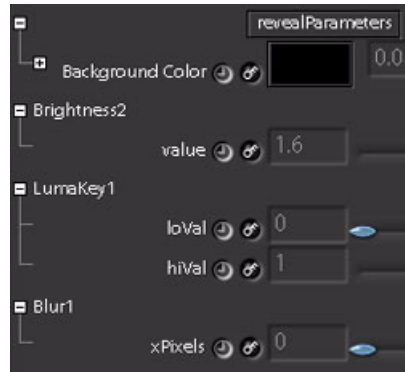 revealParameters
Background Color 0.0
Brightness2
value 1.6
LumaKey1
loVal 0
hiVal 1
Blur1
xPixels 0